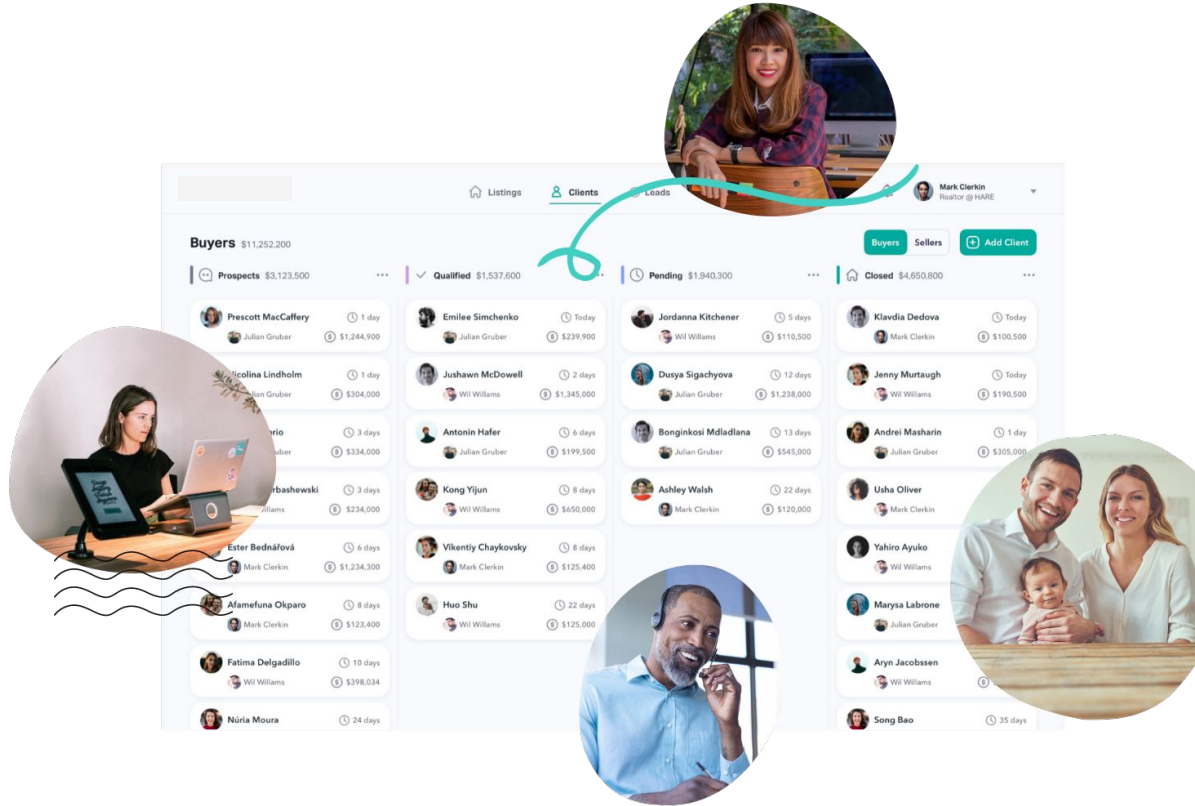 Listings
Clients
Leads
Mark Clerkin
Realtor @ HARE
Buyers $11,252,200
Buyers
Sellers
Add Client
Prospects $3,123,500
Prescott MacCaffery 1 day
Julian Gruber $1,244,900
Lindholm 1 day
Gruber $304,000
3 days
$334,000
3 days
$234,000
Ester Bednářová 6 days
Mark Clerkin $1,234,300
Afamefuna Okparo 8 days
Mark Clerkin $123,400
Fatima Delgadillo 10 days
Wil Willams $398,034
Núria Moura 24 days
Qualified $1,537,600
Emilee Simchenko Today
Julian Gruber $239,900
Jushawn McDowell 2 days
Wil Willams $1,345,000
Antonin Hafer 6 days
Julian Gruber $199,500
Kong Yijun 8 days
Wil Willams $650,000
Vikentiy Chaykovsky 8 days
Mark Clerkin $125,400
Huo Shu 22 days
Wil Willams $125,000
Pending $1,940,300
Jordanna Kitchener 5 days
Wil Willams $110,500
Dusya Sigachyova 12 days
Julian Gruber $1,238,000
Bonginkosi Mdladlana 13 days
Julian Gruber $545,000
Ashley Walsh 22 days
Mark Clerkin $120,000
Closed $4,650,800
Klavdia Dedova Today
Mark Clerkin $100,500
Jenny Murtaugh Today
Wil Willams $190,500
Andrei Masharin 1 day
Julian Gruber $305,000
Usha Oliver
Mark Clerkin
Yahiro Ayuko
Wil Willams
Marysa Labrone
Julian Gruber
Aryn Jacobssen
Wil Willams
Song Bao 35 days